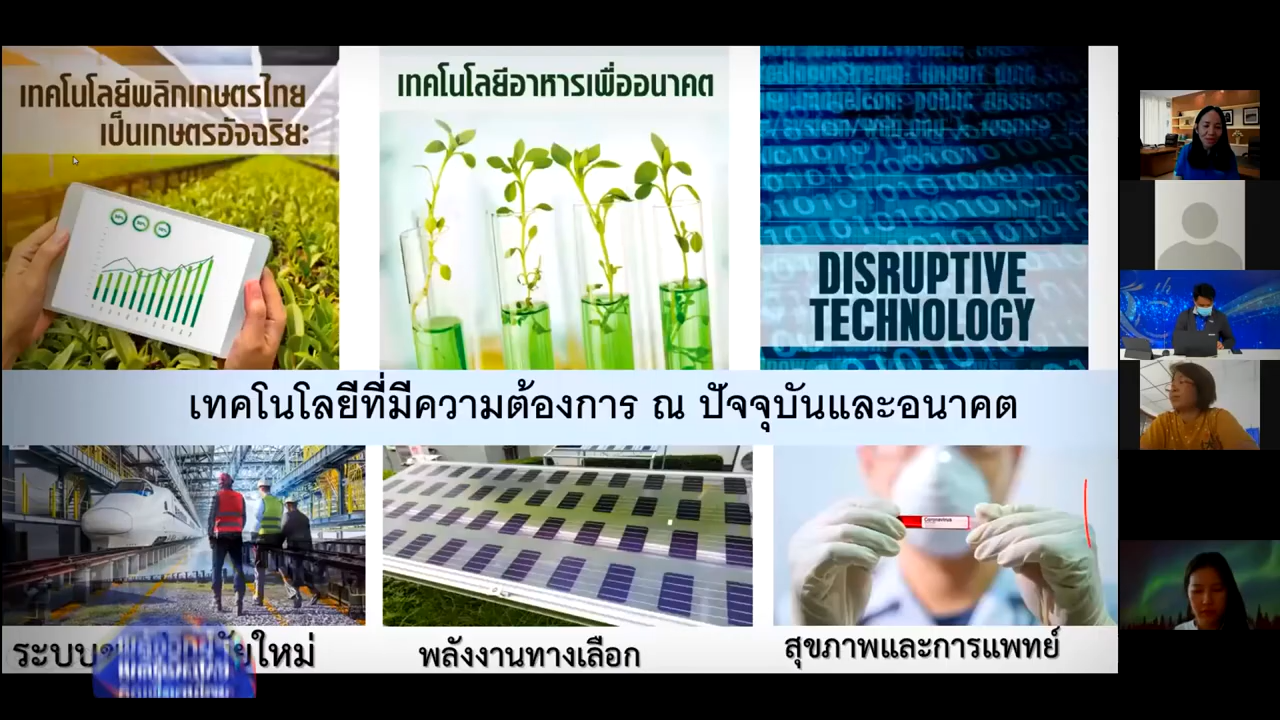 เทคโนโลยีพลิกเกษตรไทย
เป็นเกษตรอัจฉริยะ
เทคโนโลยีอาหารเพื่ออนาคต
DISRUPTIVE
TECHNOLOGY
เทคโนโลยีที่มีความต้องการ ณ ปัจจุบันและอนาคต
Coronavirus
ระบบ
ใหม่
พลังงานทางเลือก
สุขภาพและการแพทย์